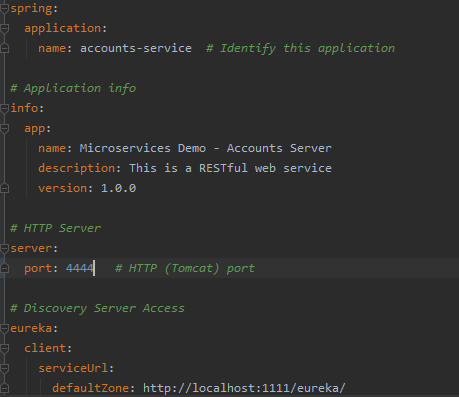 spring:
  application:
    name: accounts-service  # Identify this application
# Application info
info:
  app:
    name: Microservices Demo - Accounts Server
    description: This is a RESTful web service
    version: 1.0.0
# HTTP Server
server:
  port: 4444   # HTTP (Tomcat) port
# Discovery Server Access
eureka:
  client:
    serviceUrl:
      defaultZone: http://localhost:1111/eureka/